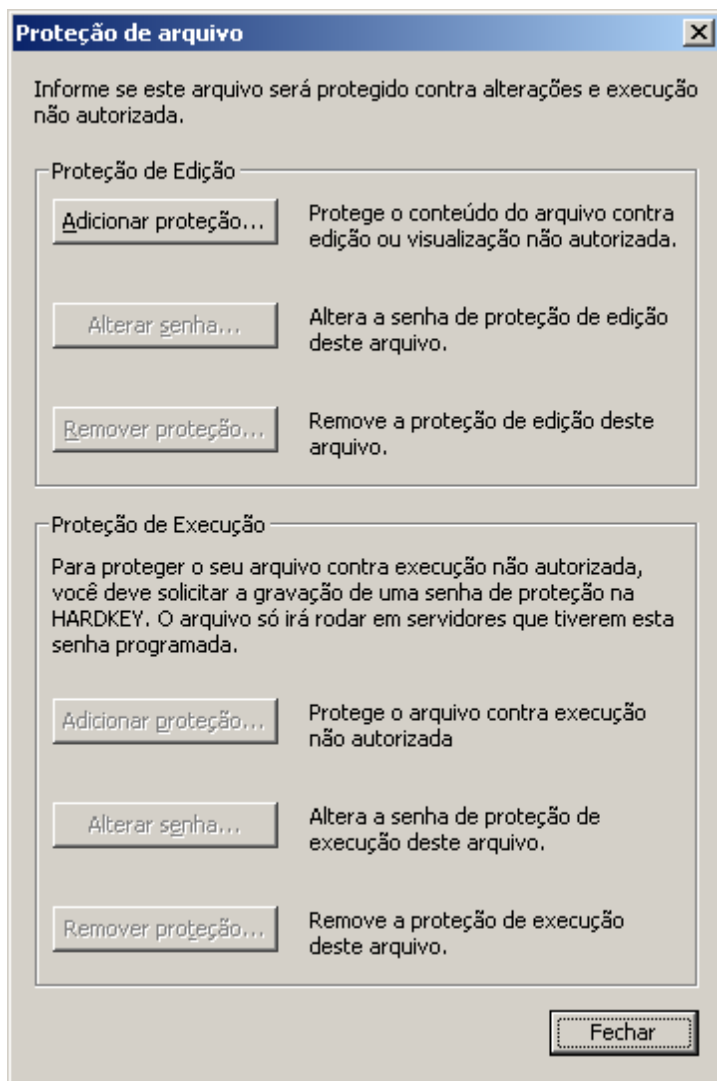 Proteção de arquivo
Informe se este arquivo será protegido contra alterações e execução
não autorizada.
Proteção de Edição
Adicionar proteção...
Protege o conteúdo do arquivo contra
edição ou visualização não autorizada.
Alterar senha...
Altera a senha de proteção de edição
deste arquivo.
Remover proteção...
Remove a proteção de edição deste
arquivo.
Proteção de Execução
Para proteger o seu arquivo contra execução não autorizada,
você deve solicitar a gravação de uma senha de proteção na
HARDKEY. O arquivo só irá rodar em servidores que tiverem esta
senha programada.
Adicionar proteção...
Protege o arquivo contra execução
não autorizada
Alterar senha...
Altera a senha de proteção de
execução deste arquivo.
Remover proteção...
Remove a proteção de execução
deste arquivo.
Fechar